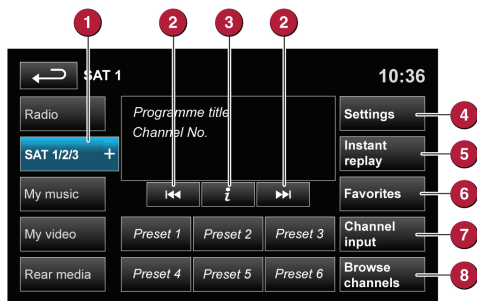 1 2 3 2
SAT 1 10:36
Radio
Programme title
Channel No.
Settings 4
SAT 1/2/3 +
Instant
replay 5
My music
i
Favorites 6
My video
Preset 1 Preset 2 Preset 3
Channel
input 7
Rear media
Preset 4 Preset 5 Preset 6
Browse
channels 8